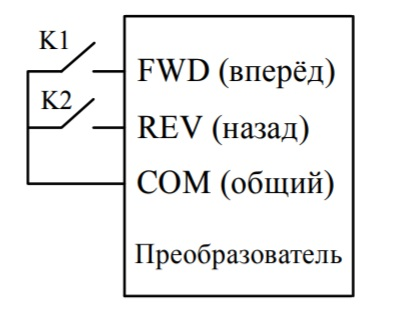 K1
FWD (вперёд)
K2
REV (назад)
COM (общий)
Преобразователь